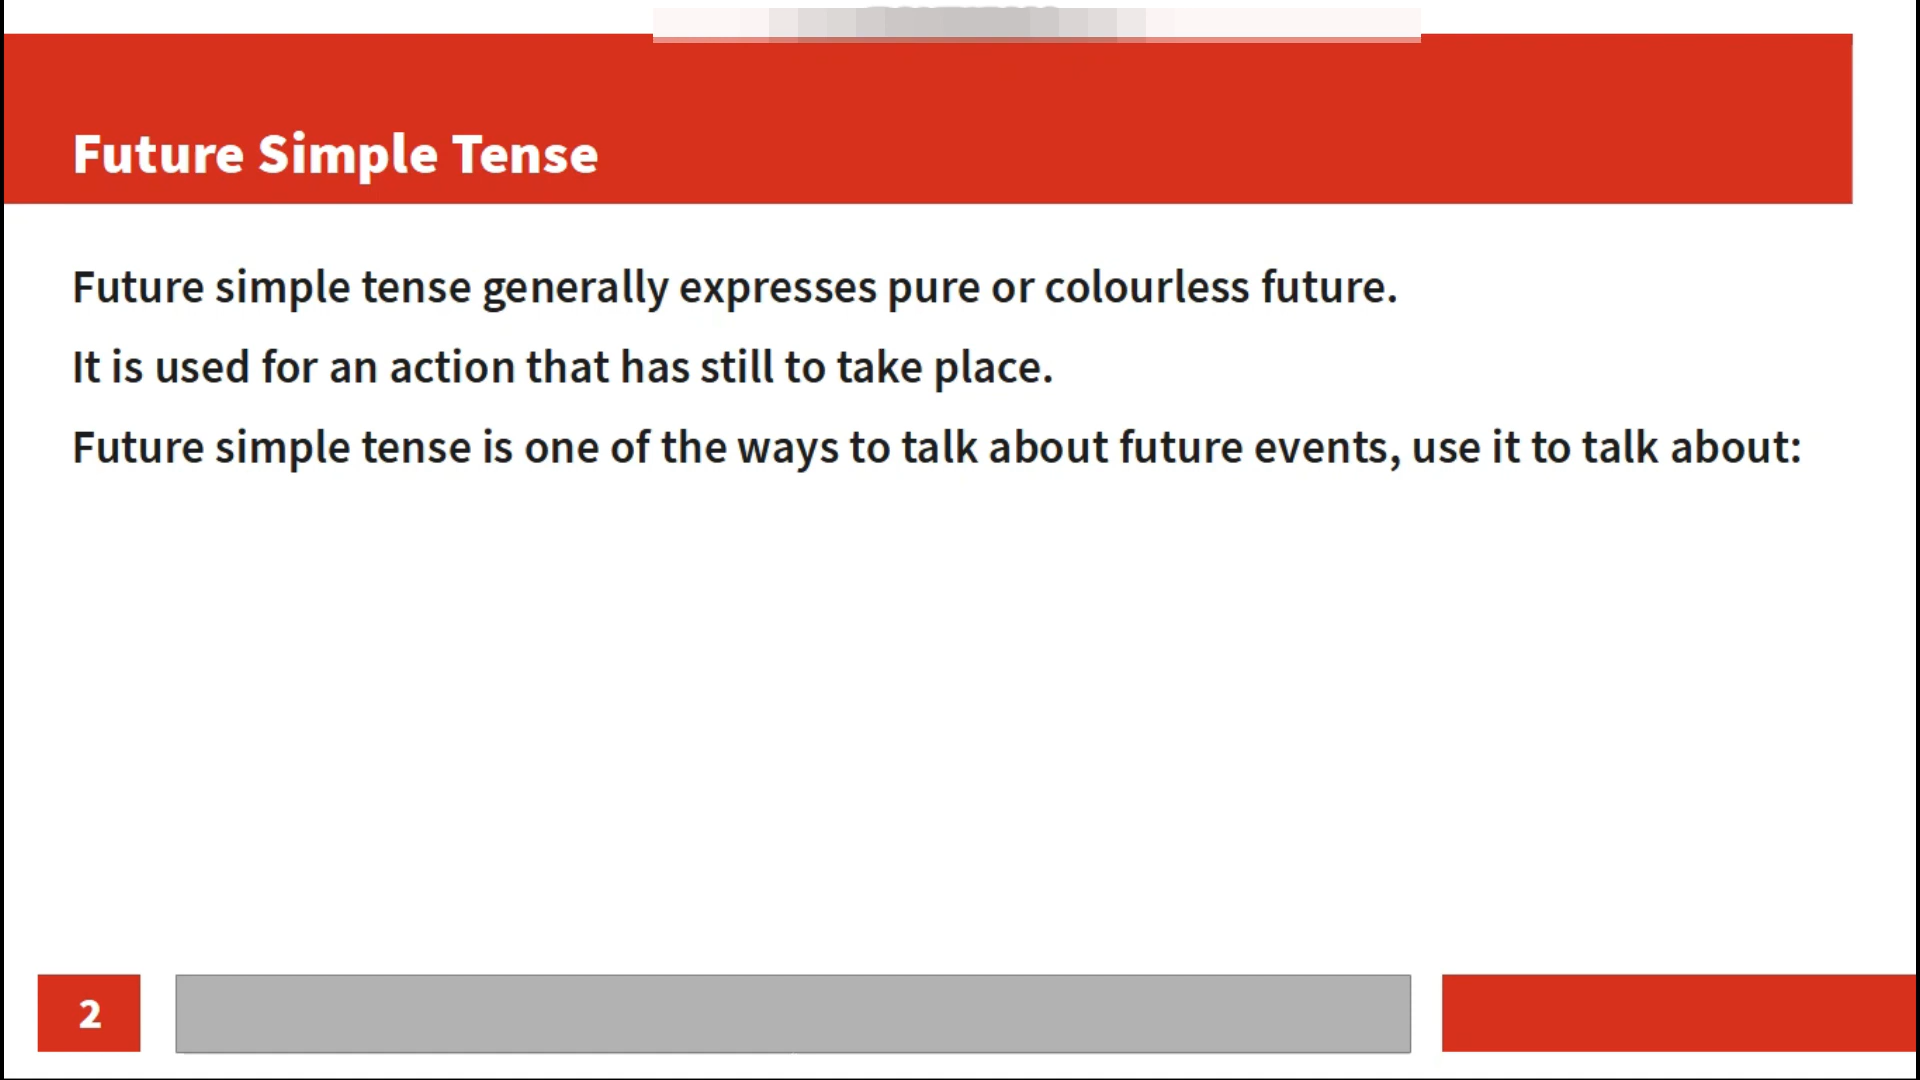 Future Simple Tense
Future simple tense generally expresses pure or colourless future.
It is used for an action that has still to take place.
Future simple tense is one of the ways to talk about future events, use it to talk about:
2